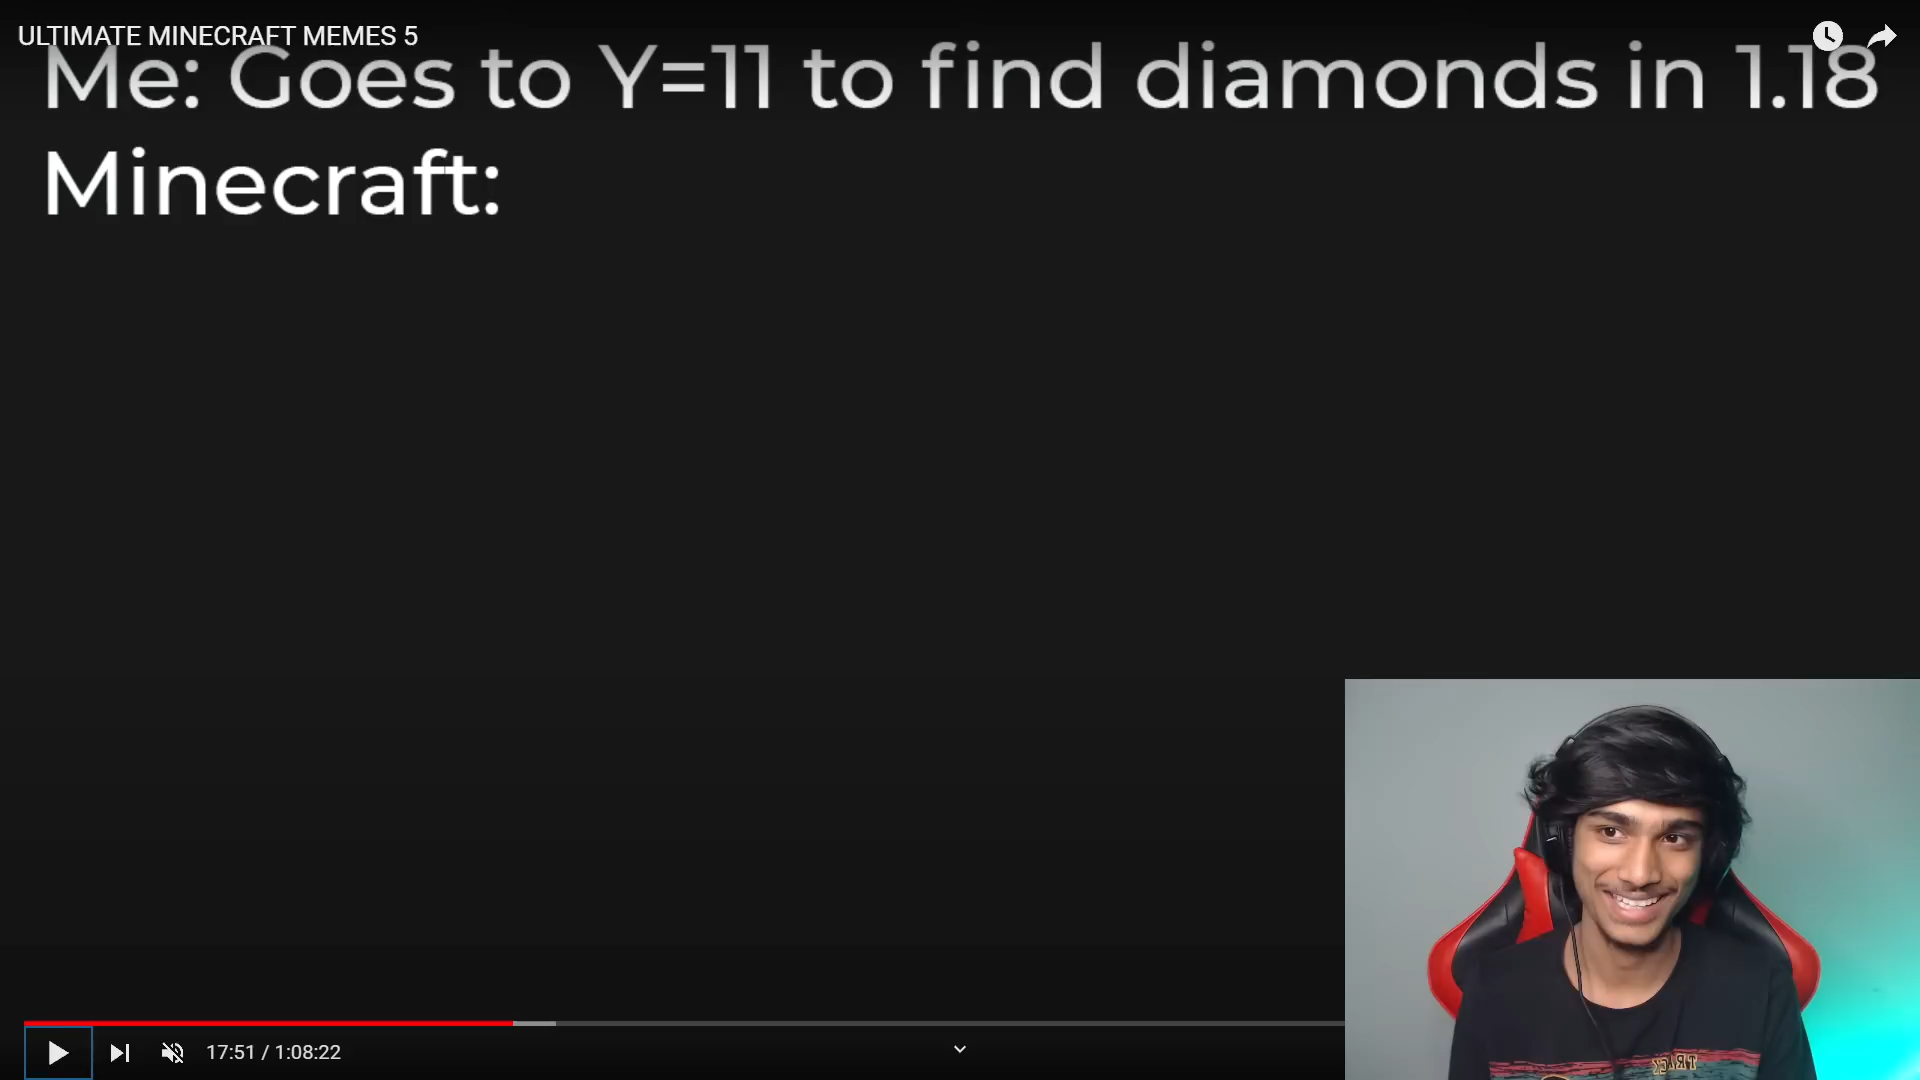 ULTIMATE MINECRAFT MEMES 5
Me: Goes to Y=11 to find diamonds in 1.18
Minecraft:
17:51 / 1:08:22
TRACK